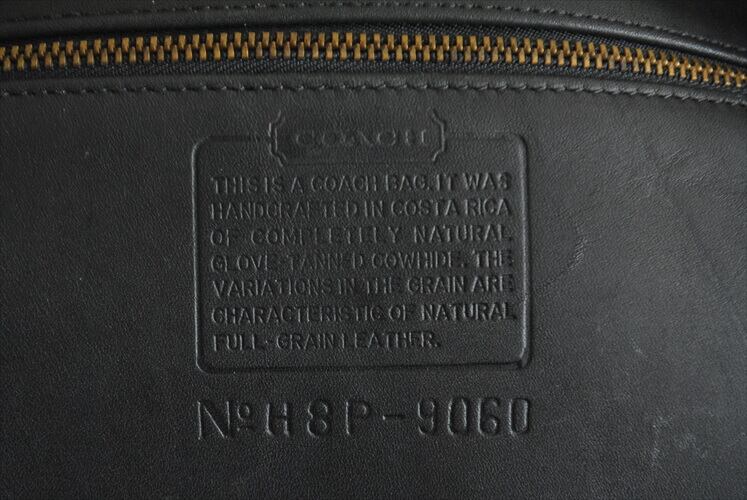 COACH
THIS IS A COACH BAG. IT WAS
HANDCRAFTED IN COSTA RICA
OF COMPLETELY NATURAL
GLOVE-TANNED COWHIDE. THE
VARIATIONS IN THE GRAIN ARE
CHARACTERISTIC OF NATURAL
FULL-GRAIN LEATHER.
No H8P-9060